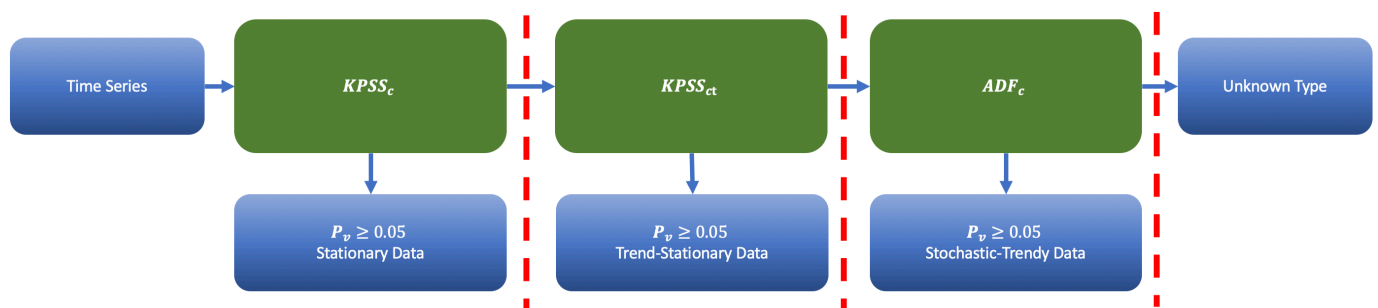 Time Series
KPSS_c
KPSS_ct
ADF_c
Unknown Type
P_v ≥ 0.05
Stationary Data
P_v ≥ 0.05
Trend-Stationary Data
P_v ≥ 0.05
Stochastic-Trendy Data